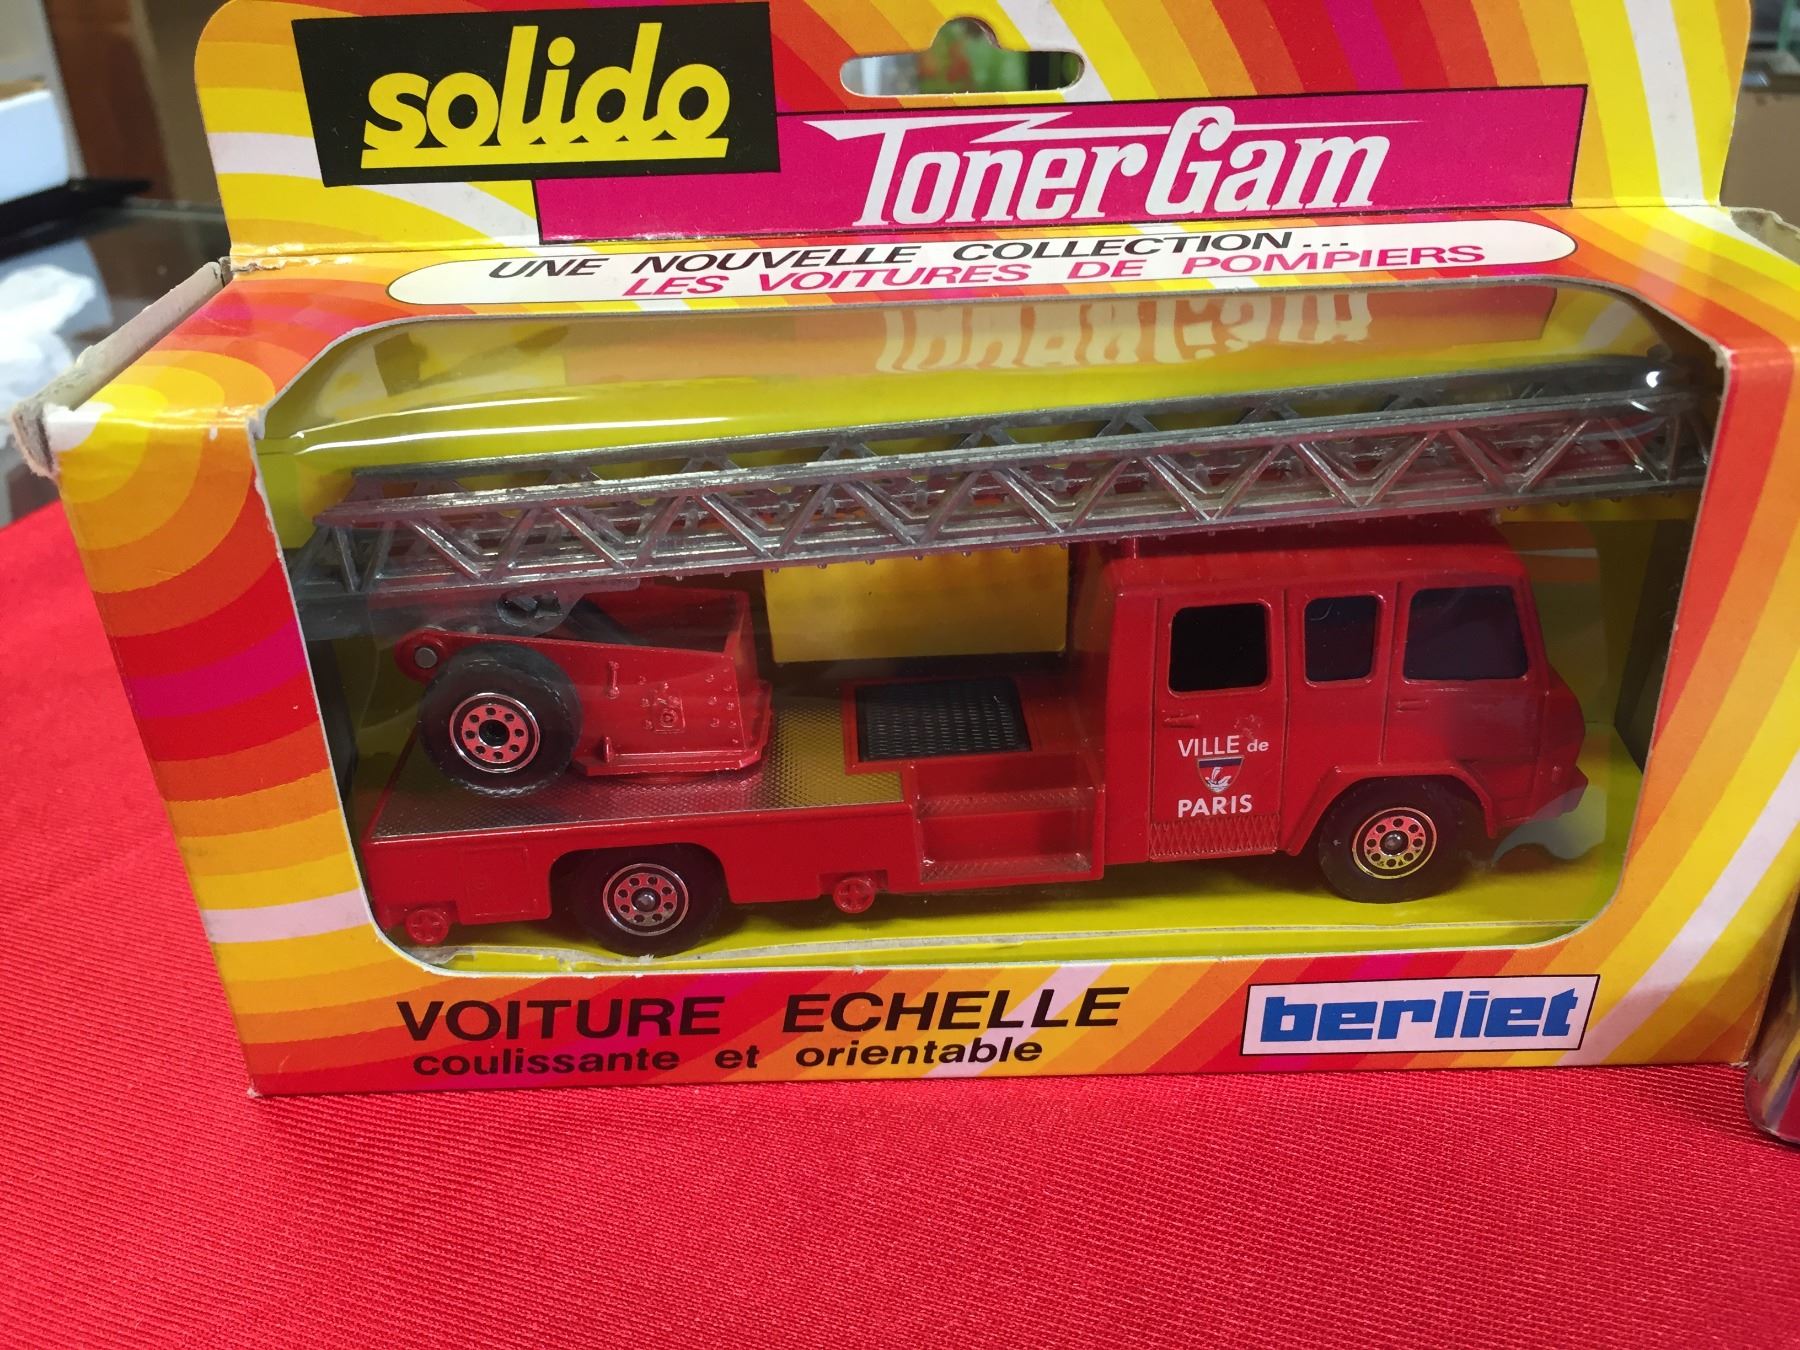 solido
TonerGam
UNE NOUVELLE COLLECTION...
LES VOITURES DE POMPIERS
VILLE de
PARIS
VOITURE ECHELLE
coulissante et orientable
berliet